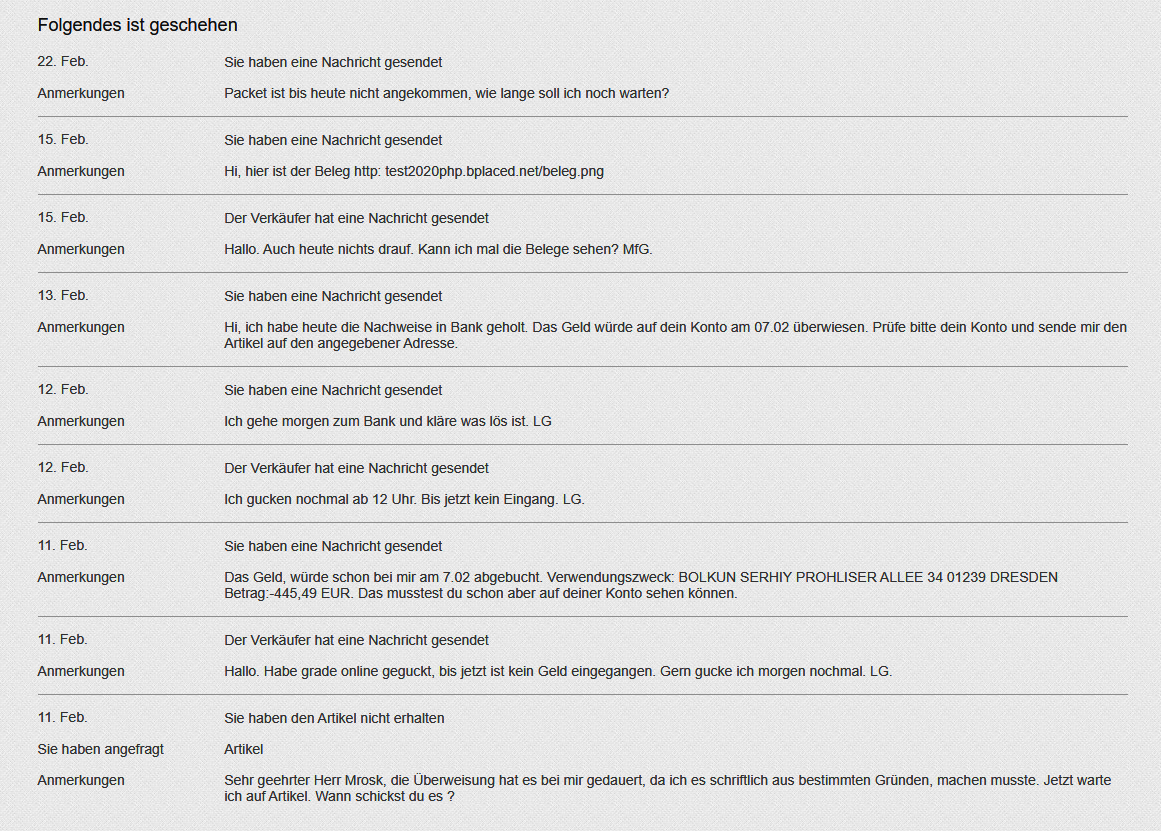 Folgendes ist geschehen
22. Feb. Sie haben eine Nachricht gesendet
Anmerkungen Packet ist bis heute nicht angekommen, wie lange soll ich noch warten?
15. Feb. Sie haben eine Nachricht gesendet
Anmerkungen Hi, hier ist der Beleg http: test2020php.bplaced.net/beleg.png
15. Feb. Der Verkäufer hat eine Nachricht gesendet
Anmerkungen Hallo. Auch heute nichts drauf. Kann ich mal die Belege sehen? MfG.
13. Feb. Sie haben eine Nachricht gesendet
Anmerkungen Hi, ich habe heute die Nachweise in Bank geholt. Das Geld würde auf dein Konto am 07.02 überwiesen. Prüfe bitte dein Konto und sende mir den
Artikel auf den angegebener Adresse.
12. Feb. Sie haben eine Nachricht gesendet
Anmerkungen Ich gehe morgen zum Bank und kläre was lös ist. LG
12. Feb. Der Verkäufer hat eine Nachricht gesendet
Anmerkungen Ich gucken nochmal ab 12 Uhr. Bis jetzt kein Eingang. LG.
11. Feb. Sie haben eine Nachricht gesendet
Anmerkungen Das Geld, würde schon bei mir am 7.02 abgebucht. Verwendungszweck: BOLKUN SERHIY PROHLISER ALLEE 34 01239 DRESDEN
Betrag:-445,49 EUR. Das musstest du schon aber auf deiner Konto sehen können.
11. Feb. Der Verkäufer hat eine Nachricht gesendet
Anmerkungen Hallo. Habe grade online geguckt, bis jetzt ist kein Geld eingegangen. Gern gucke ich morgen nochmal. LG.
11. Feb. Sie haben den Artikel nicht erhalten
Sie haben angefragt Artikel
Anmerkungen Sehr geehrter Herr Mrosk, die Überweisung hat es bei mir gedauert, da ich es schriftlich aus bestimmten Gründen, machen musste. Jetzt warte
ich auf Artikel. Wann schickst du es ?